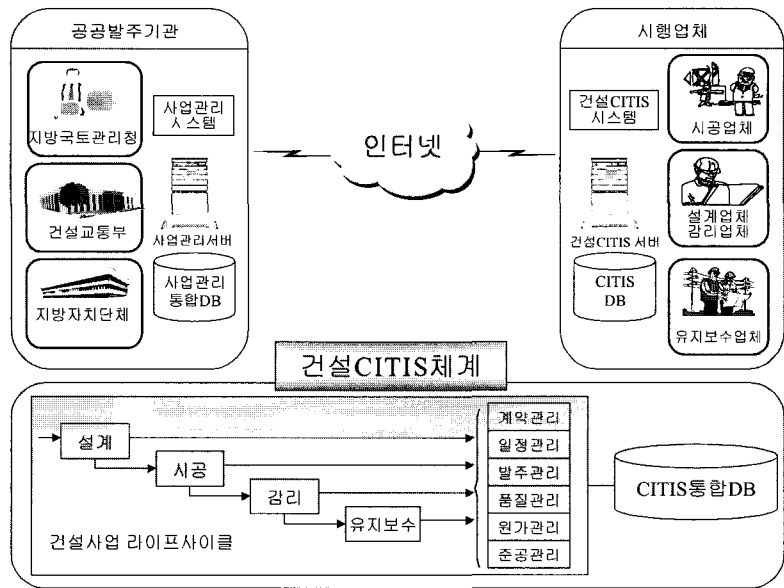 공공발주기관
지방국토관리청
건설교통부
지방자치단체
사업관리
시스템
사업관리서버
사업관리
통합DB
인터넷
시행업체
건설CITIS
시스템
건설CITIS 서버
CITIS
DB
시공업체
설계업체
감리업체
유지보수업체
건설CITIS체계
설계
시공
감리
유지보수
건설사업 라이프사이클
계약관리
일정관리
발주관리
품질관리
원가관리
준공관리
CITIS통합DB